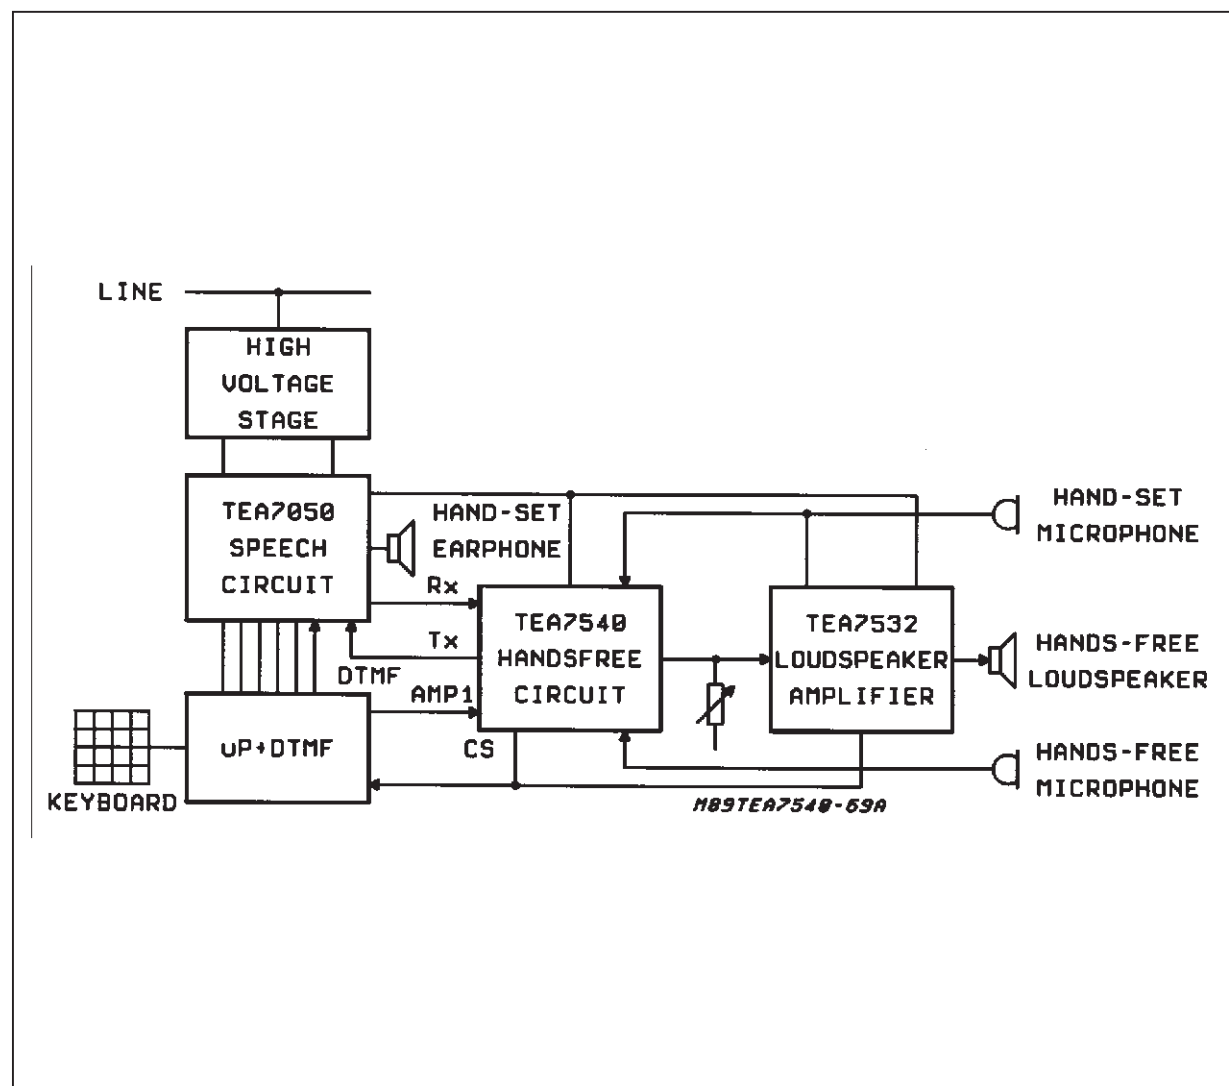 LINE
HIGH
VOLTAGE
STAGE
TEA7050
SPEECH
CIRCUIT
HAND-SET
EARPHONE
HAND-SET
MICROPHONE
Rx
Tx
DTMF
AMP1
CS
TEA7540
HANDSFREE
CIRCUIT
TEA7532
LOUDSPEAKER
AMPLIFIER
HANDS-FREE
LOUDSPEAKER
uP+DTMF
KEYBOARD
HANDS-FREE
MICROPHONE
M89TEA7540-69A